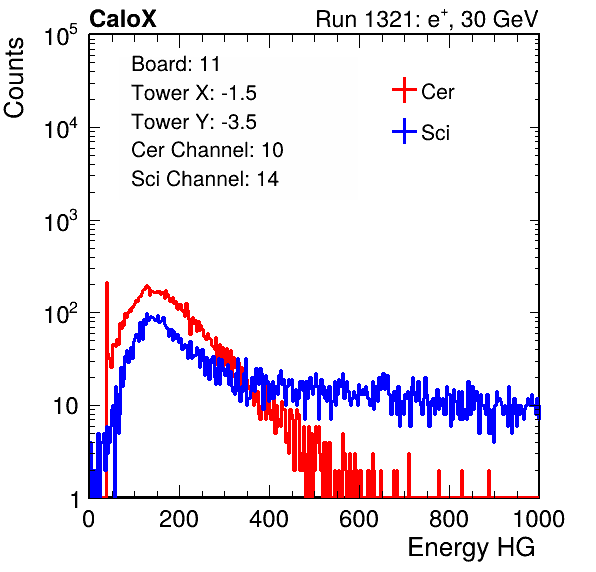 CaloX Run 1321: e⁺, 30 GeV
Counts
10⁵
10⁴
10³
10²
10
1
Board: 11
Tower X: -1.5
Tower Y: -3.5
Cer Channel: 10
Sci Channel: 14
Cer
Sci
0 200 400 600 800 1000
Energy HG